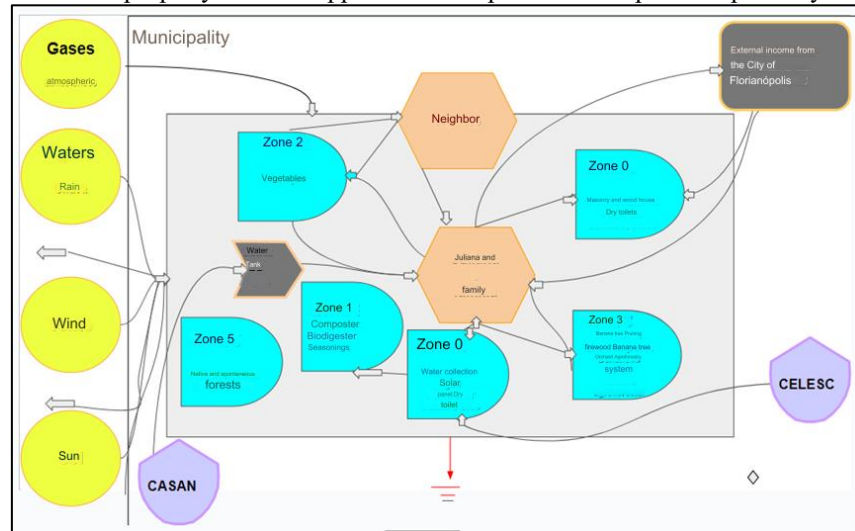 Municipality
Gases
atmospheric,
Waters
Rain
Wind
Sun
External income from
the City of
Florianópolis
Neighbor
Zone 2
Vegetables
Zone 0
Masonry and wood house
Dry toilets
Water
Tank
Juliana and
family
Zone 1
Composter
Biodigester
Seasonings
Zone 5
Native and spontaneous
forests
Zone 0
Water collection
Solar
panel Dry
toilet
Zone 3
Banana tree Fruiting
firewood Banana tree
system
CELESC
CASAN